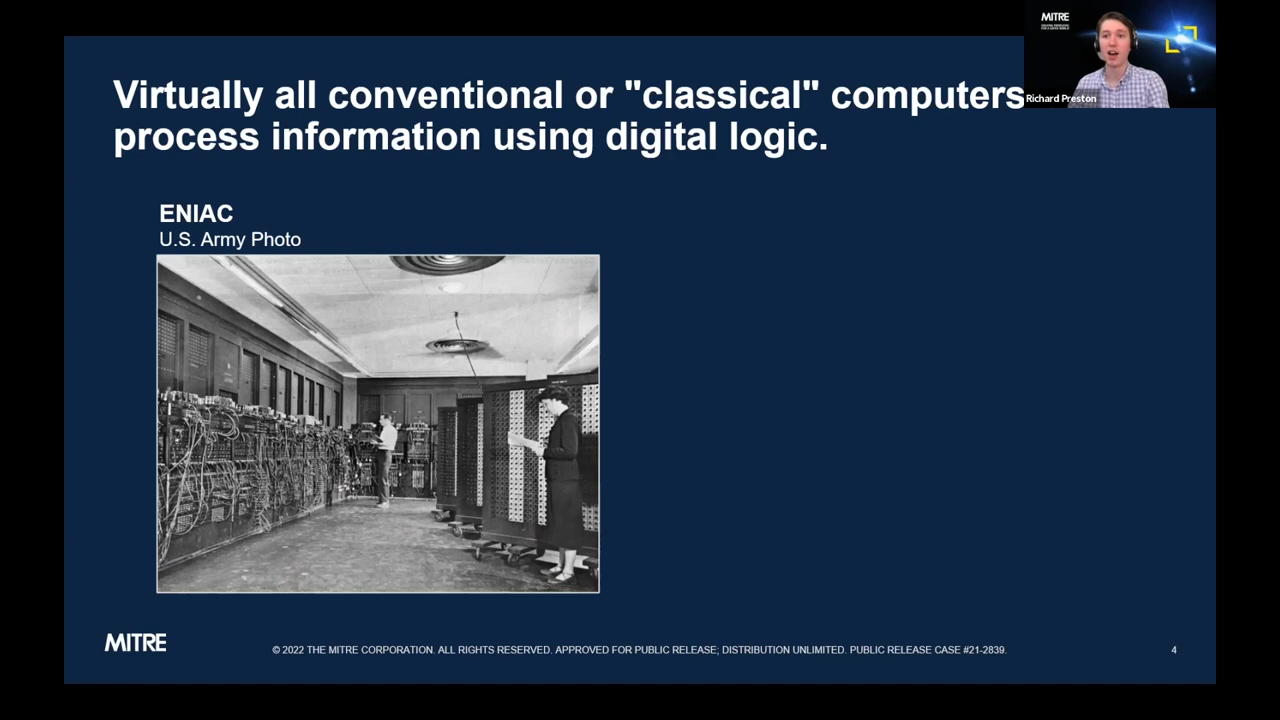 Virtually all conventional or "classical" computers
process information using digital logic.
MITRE
Richard Preston
ENIAC
U.S. Army Photo
MITRE
© 2022 THE MITRE CORPORATION. ALL RIGHTS RESERVED. APPROVED FOR PUBLIC RELEASE; DISTRIBUTION UNLIMITED. PUBLIC RELEASE CASE #21-2839.
4